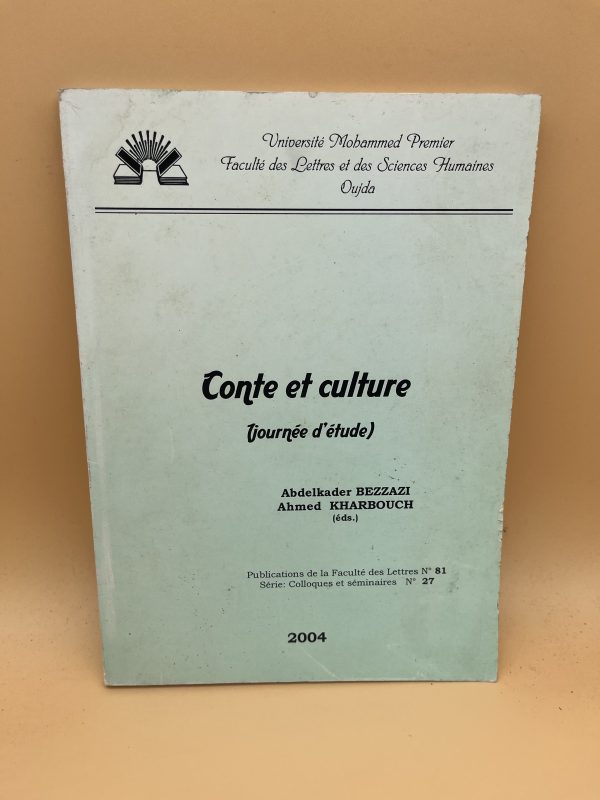 Université Mohammed Premier
Faculté des Lettres et des Sciences Humaines
Oujda
Conte et culture
(journée d'étude)
Abdelkader BEZZAZI
Ahmed KHARBOUCH
(éds.)
Publications de la Faculté des Lettres N° 81
Série: Colloques et séminaires N° 27
2004